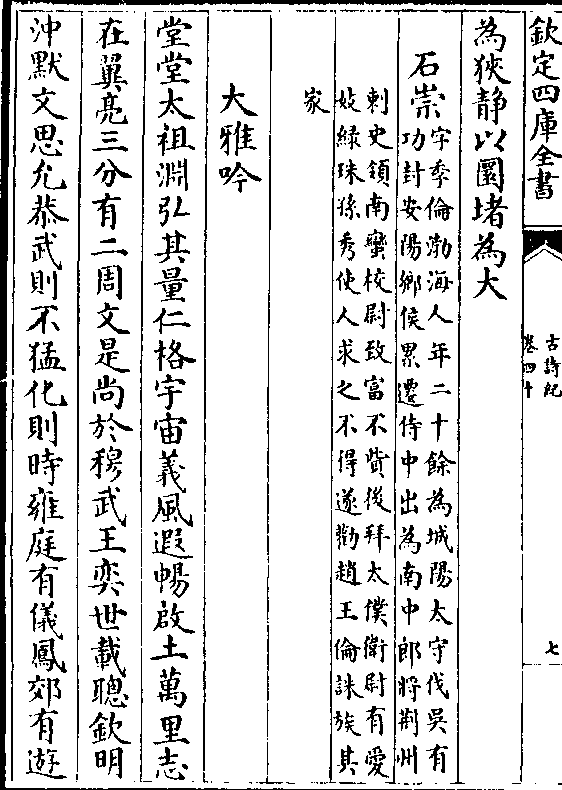 欽定四庫全書
古詩紀
卷四十
七
為狹静以圜堵為大
石崇
字季倫渤海人年二十餘為城陽太守伐吳有
功封安陽鄉侯累遷侍中出為南中郎將荆州
刺史領南蠻校尉致富不貲後拜太僕衛尉有愛
妓綠珠孫秀使人求之不得遂勸趙王倫誅族其
家
大雅吟
堂堂太祖淵弘其量仁格宇宙義風遐暢啟土萬里志
在翼亮三分有二周文是尚於穆武王奕世載聰欽明
沖默文思允恭武則不猛化則時雍庭有儀鳳郊有遊